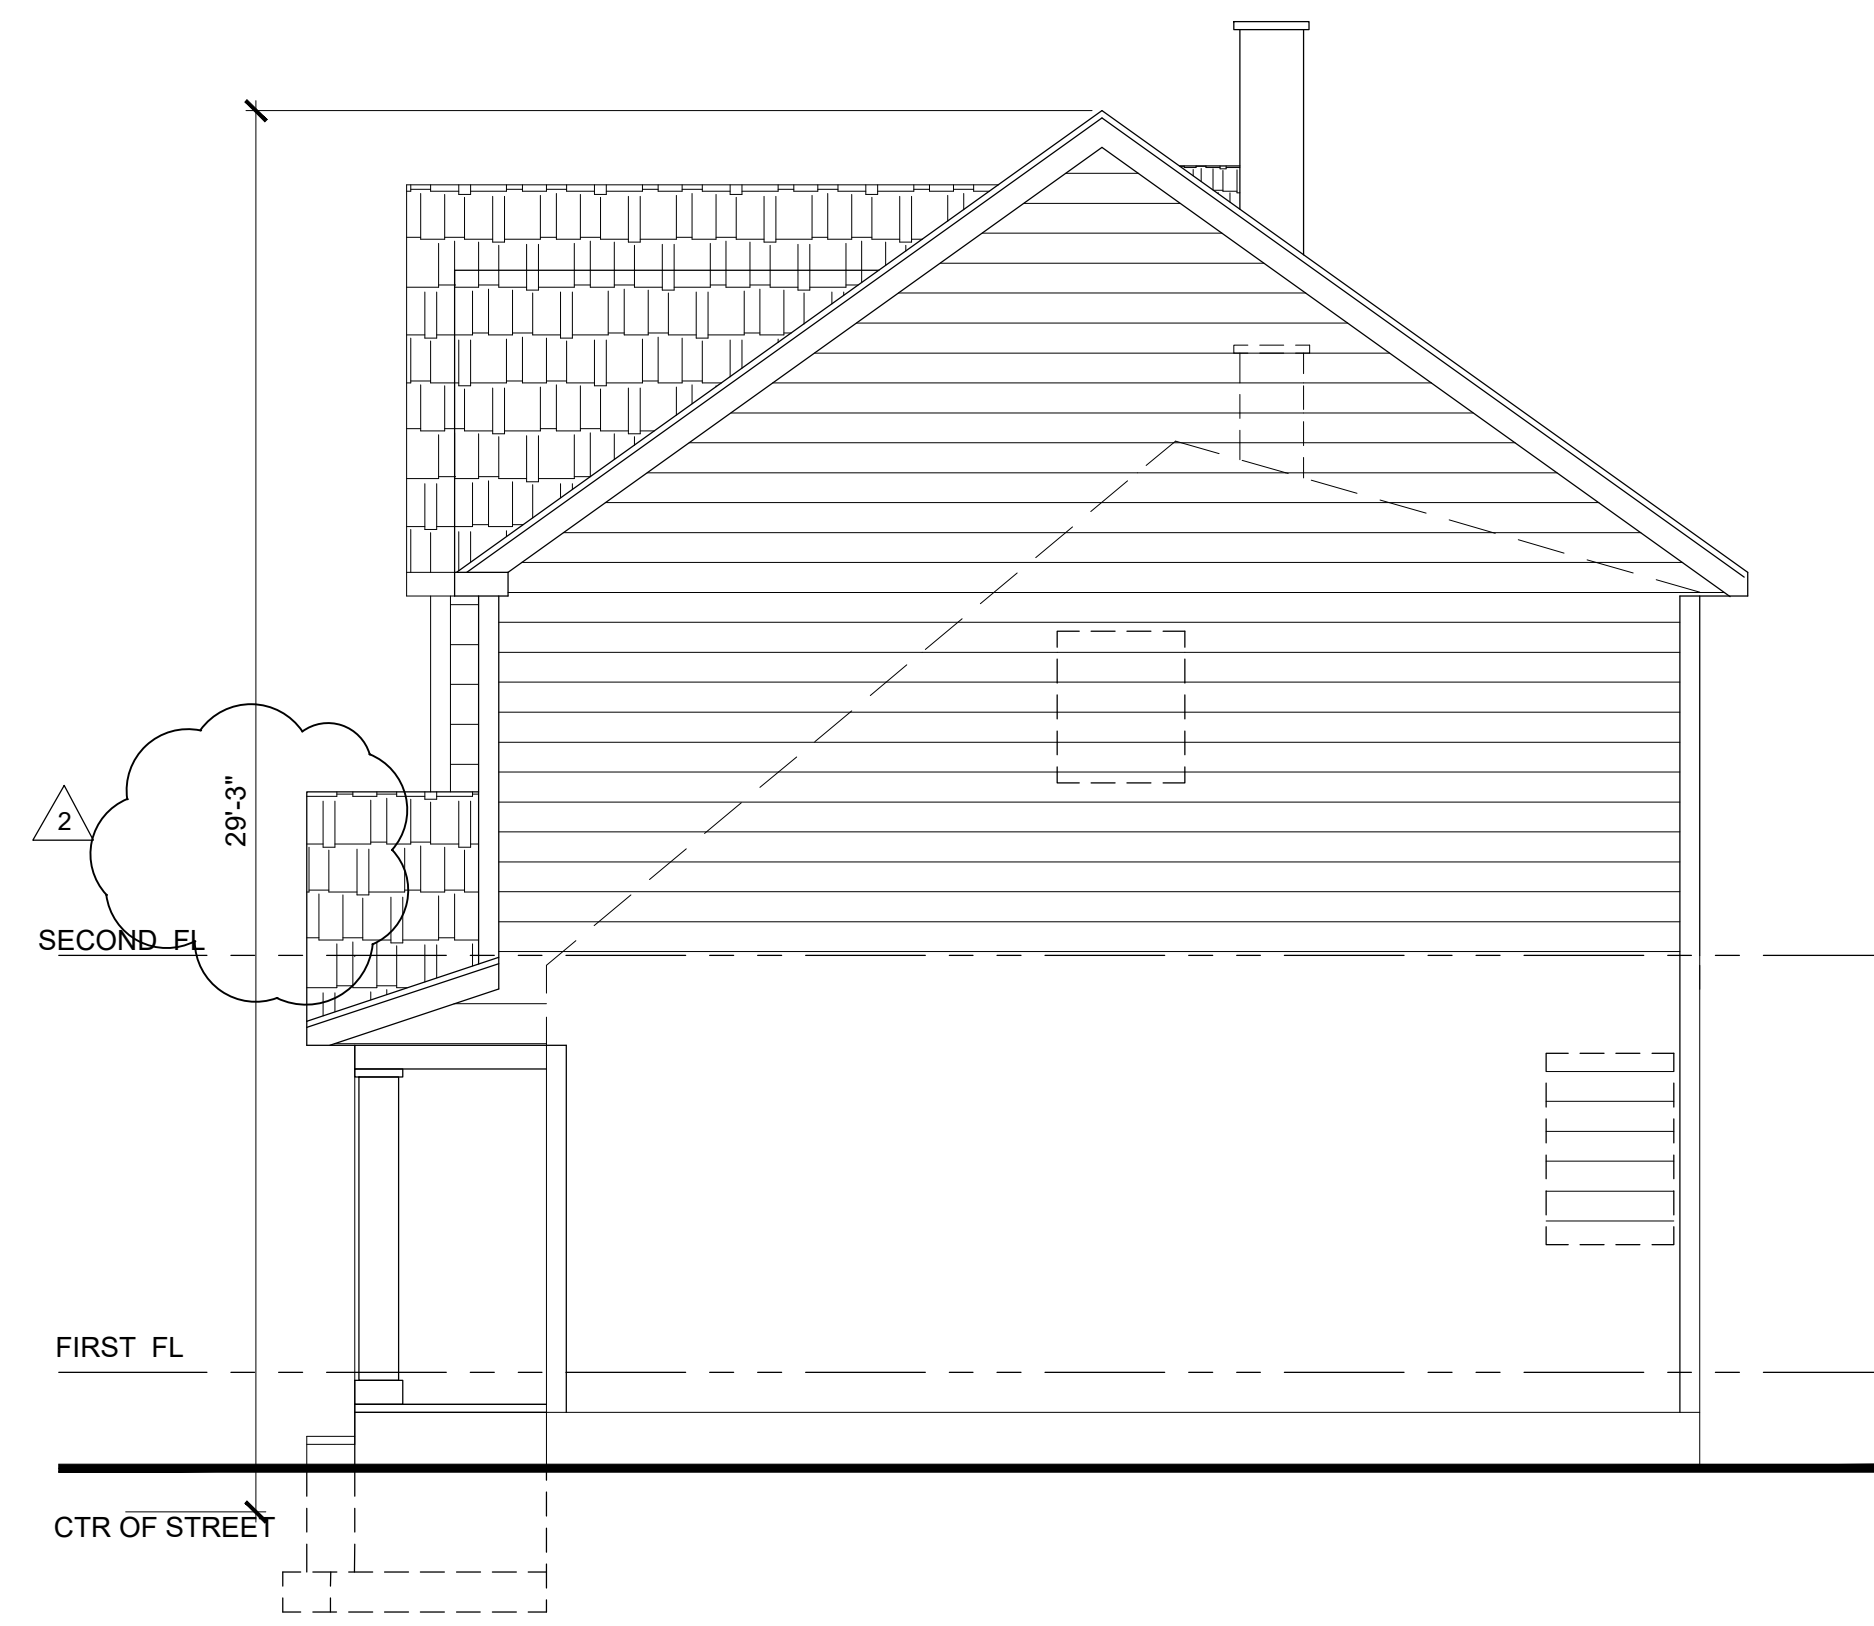 29'-3"
2
SECOND FL
FIRST FL
CTR OF STREET